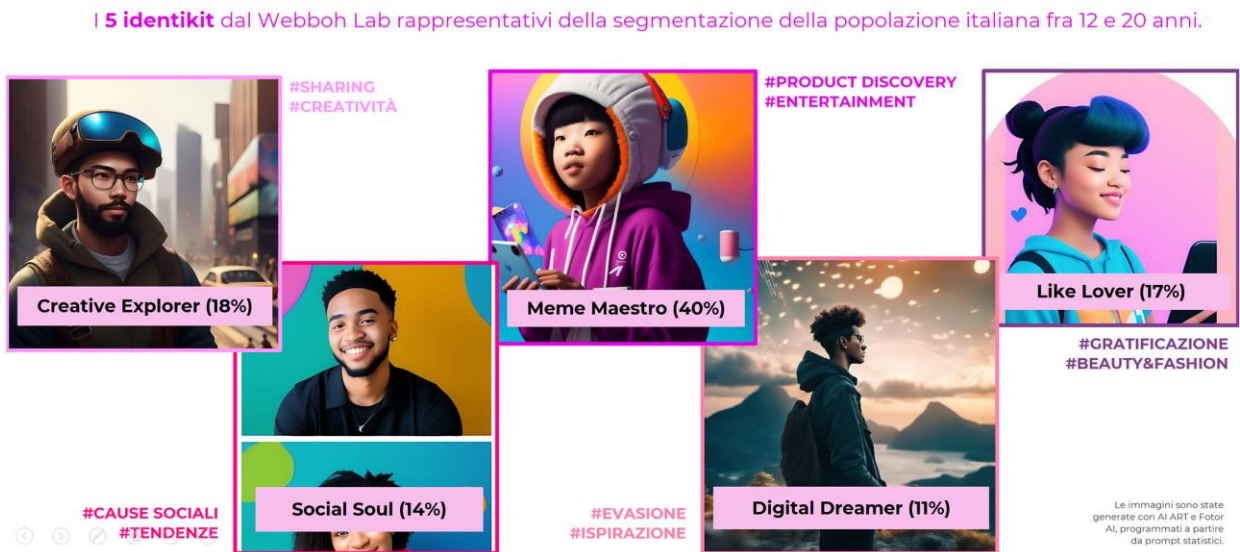 I 5 identikit dal Webboh Lab rappresentativi della segmentazione della popolazione italiana fra 12 e 20 anni.
#SHARING
#CREATIVITÀ
Creative Explorer (18%)
#CAUSE SOCIALI
#TENDENZE
Social Soul (14%)
#PRODUCT DISCOVERY
#ENTERTAINMENT
Meme Maestro (40%)
#EVASIONE
#ISPIRAZIONE
Digital Dreamer (11%)
Like Lover (17%)
#GRATIFICAZIONE
#BEAUTY&FASHION
Le immagini sono state
generate con AI ART e Fotor
AI, programmati a partire
da prompt statistici.